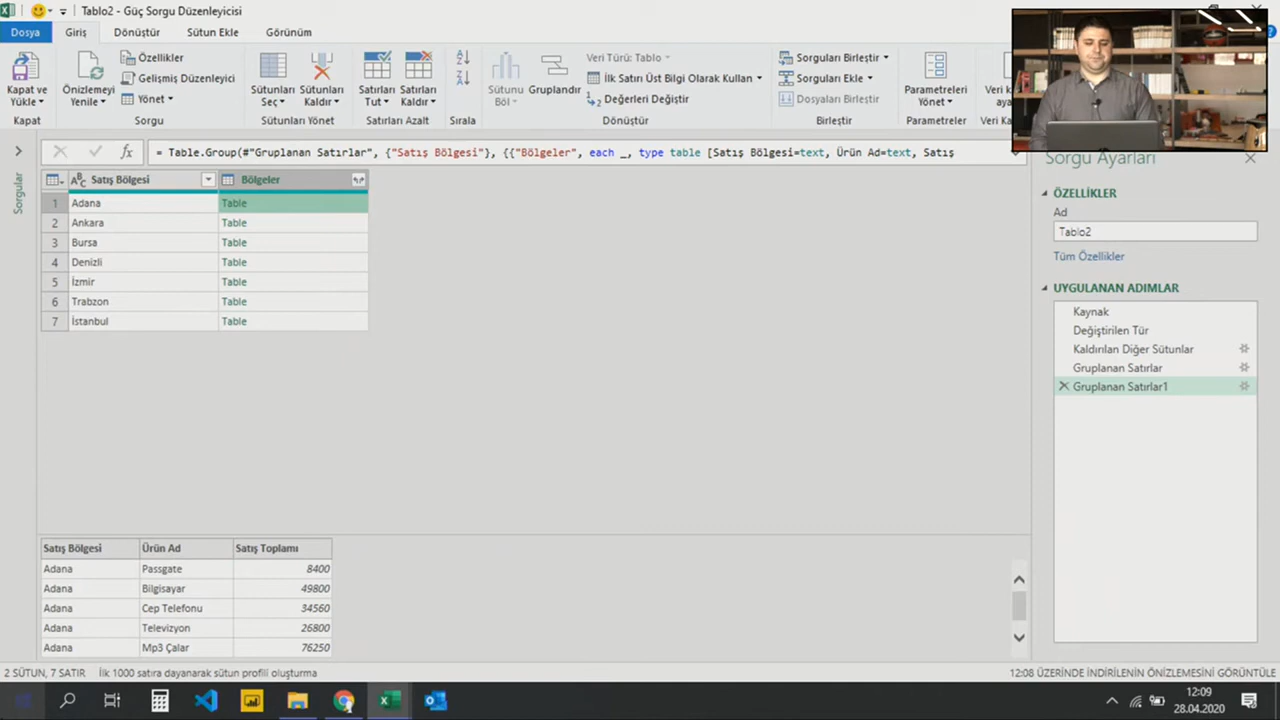 Tablo2 - Güç Sorgu Düzenleyicisi
Dosya
Giriş
Dönüştür
Sütun Ekle
Görünüm
Kapat ve Yükle
Kapat
Önizlemeyi Yenile
Özellikler
Gelişmiş Düzenleyici
Yönet
Sorgu
Sütunları Seç
Sütunları Kaldır
Sütunları Yönet
Satırları Tut
Satırları Kaldır
Satırları Azalt
Sırala
Sütunu Böl
Gruplandır
Veri Türü: Tablo
İlk Satırı Üst Bilgi Olarak Kullan
Değerleri Değiştir
Dönüştür
Sorguları Birleştir
Sorguları Ekle
Dosyaları Birleştir
Birleştir
Parametreleri Yönet
Parametreler
Veri k
aya
Veri Ka
= Table.Group(#"Gruplanan Satırlar", {"Satış Bölgesi"}, {{"Bölgeler", each _, type table [Satış Bölgesi=text, Ürün Ad=text, Satış
Sorgular
Satış Bölgesi Bölgeler
1 Adana Table
2 Ankara Table
3 Bursa Table
4 Denizli Table
5 İzmir Table
6 Trabzon Table
7 İstanbul Table
Sorgu Ayarları
ÖZELLİKLER
Ad
Tablo2
Tüm Özellikler
UYGULANAN ADIMLAR
Kaynak
Değiştirilen Tür
Kaldırılan Diğer Sütunlar
Gruplanan Satırlar
Gruplanan Satırlar1
Satış Bölgesi Ürün Ad Satış Toplamı
Adana Passgate 8400
Adana Bilgisayar 49800
Adana Cep Telefonu 34560
Adana Televizyon 26800
Adana Mp3 Çalar 76250
2 SÜTUN, 7 SATIR İlk 1000 satıra dayanarak sütun profili oluşturma
12:08 ÜZERİNDE İNDİRİLENİN ÖNİZLEMESİNİ GÖRÜNTÜLE
12:09
28.04.2020